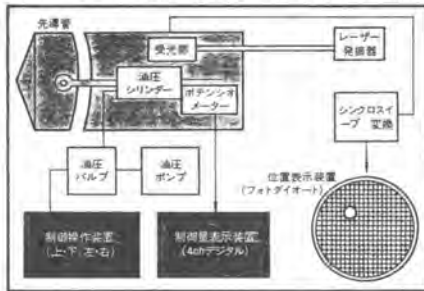 先導管
受光部
レーザー
発振器
油圧
シリンダー
ポテンシオ
メーター
シンクロスイ
ープ 変換
油圧
バルブ
油圧
ポンプ
位置表示装置
(フォトダイオート)
制御操作装置
(上・下 左・右)
制御量表示装置
(4chデジタル)